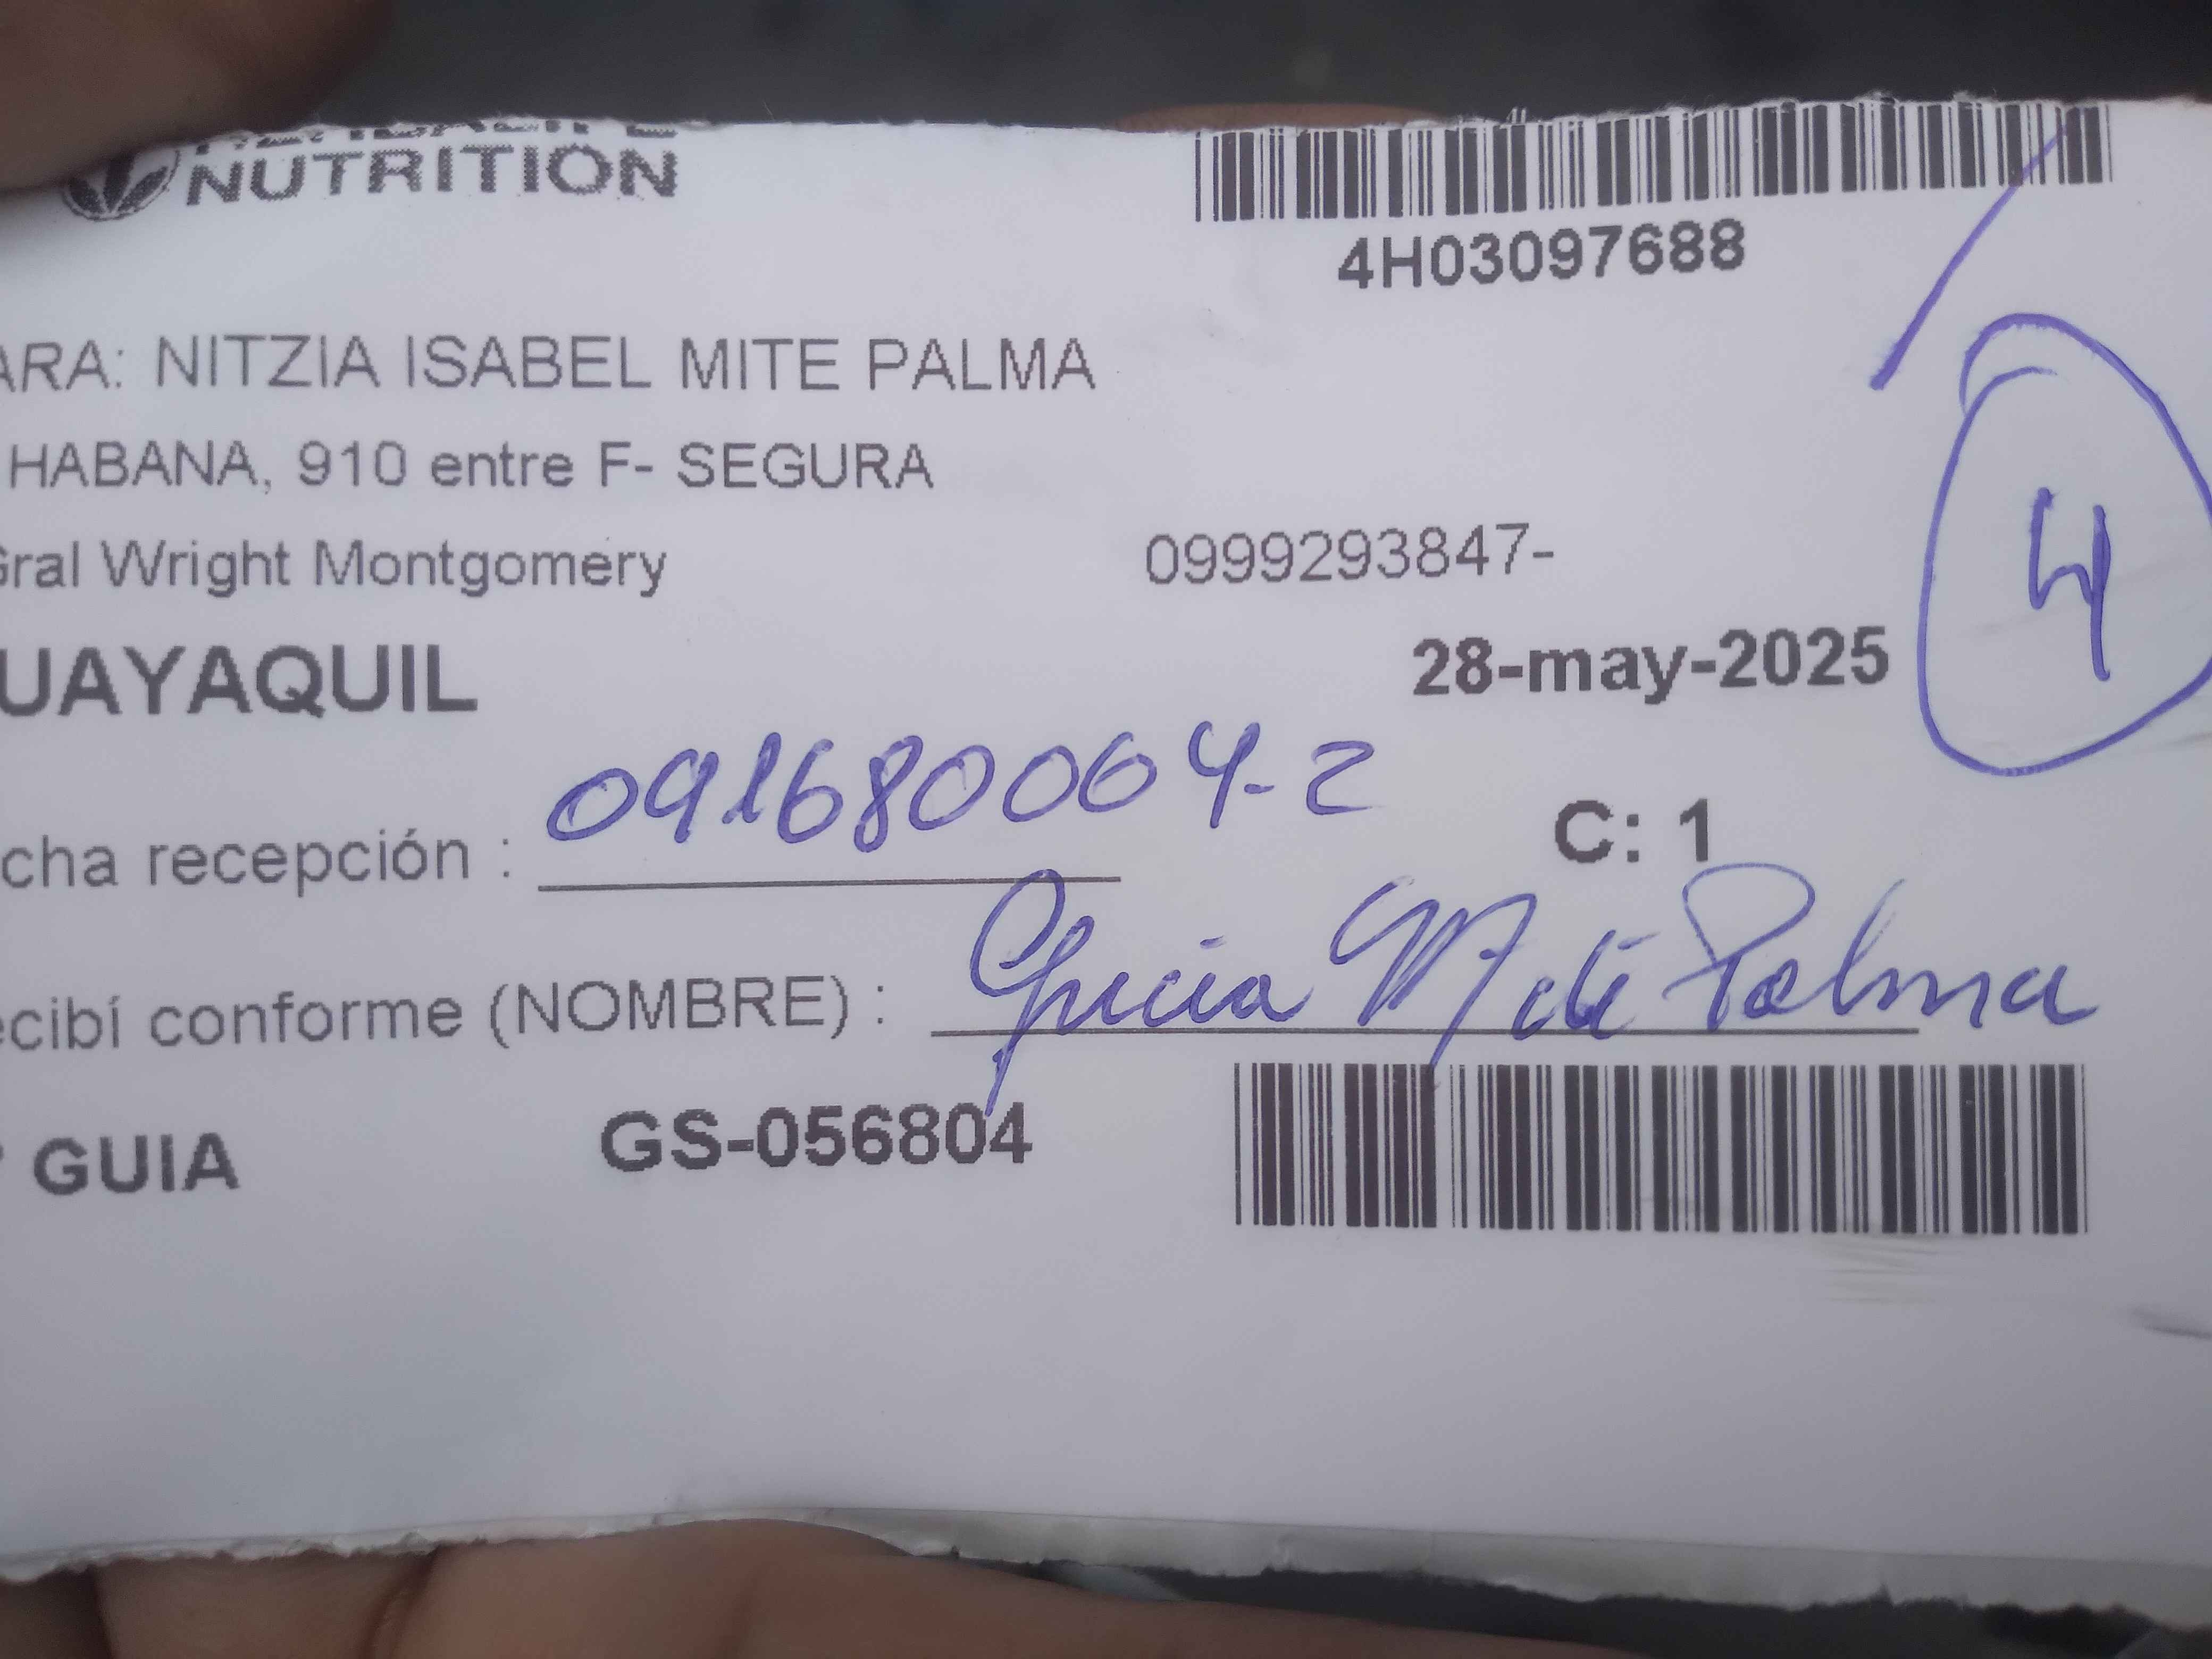 NUTRITION
4H03097688
ARA: NITZIA ISABEL MITE PALMA
HABANA, 910 entre F- SEGURA
Gral Wright Montgomery 0999293847-
UAYAQUIL 28-may-2025
4
cha recepción : 091680064-2
C: 1
ecibí conforme (NOMBRE) : Palma
GUIA GS-056804